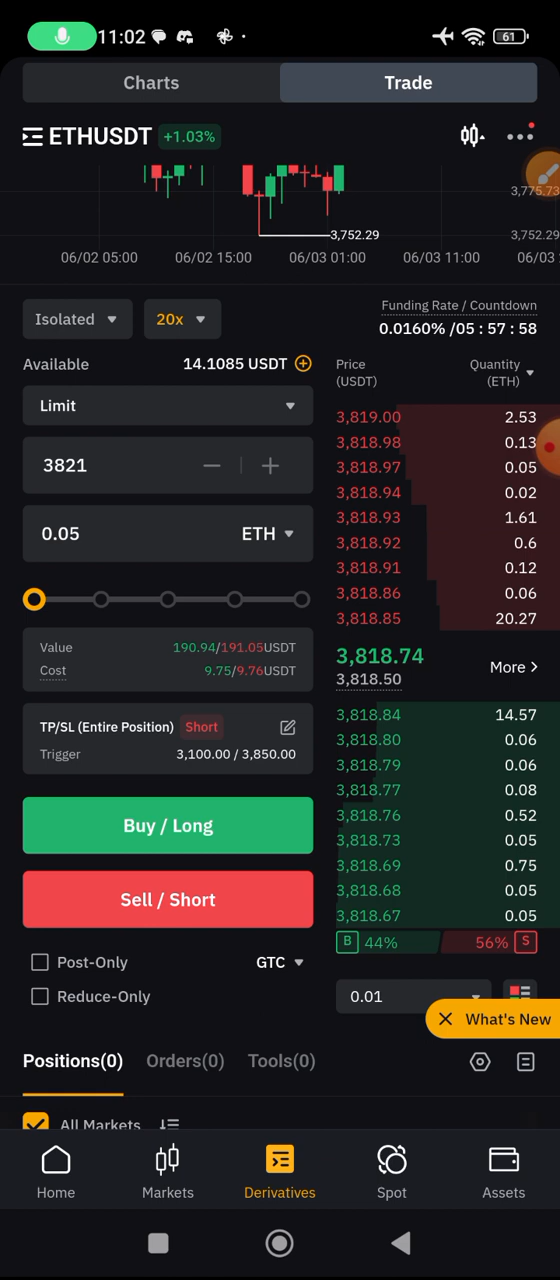 11:02
61
Charts Trade
ETHUSDT +1.03%
3,775.73
3,752.29 3,752.29
06/02 05:00 06/02 15:00 06/03 01:00 06/03 11:00 06/03
Isolated 20x
Funding Rate / Countdown
0.0160% /05 : 57 : 58
Available 14.1085 USDT
Price (USDT) Quantity (ETH)
Limit
3821
0.05 ETH
3,819.00 2.53
3,818.98 0.13
3,818.97 0.05
3,818.94 0.02
3,818.93 1.61
3,818.92 0.6
3,818.91 0.12
3,818.86 0.06
3,818.85 20.27
Value 190.94/191.05USDT
Cost 9.75/9.76USDT
3,818.74
3,818.50
More
TP/SL (Entire Position) Short
Trigger 3,100.00 / 3,850.00
3,818.84 14.57
3,818.80 0.06
3,818.79 0.06
3,818.77 0.08
3,818.76 0.52
3,818.73 0.05
3,818.69 0.75
3,818.68 0.05
3,818.67 0.05
Buy / Long
Sell / Short
B 44% 56% S
Post-Only GTC
Reduce-Only
0.01
What's New
Positions(0) Orders(0) Tools(0)
All Markets
Home Markets Derivatives Spot Assets